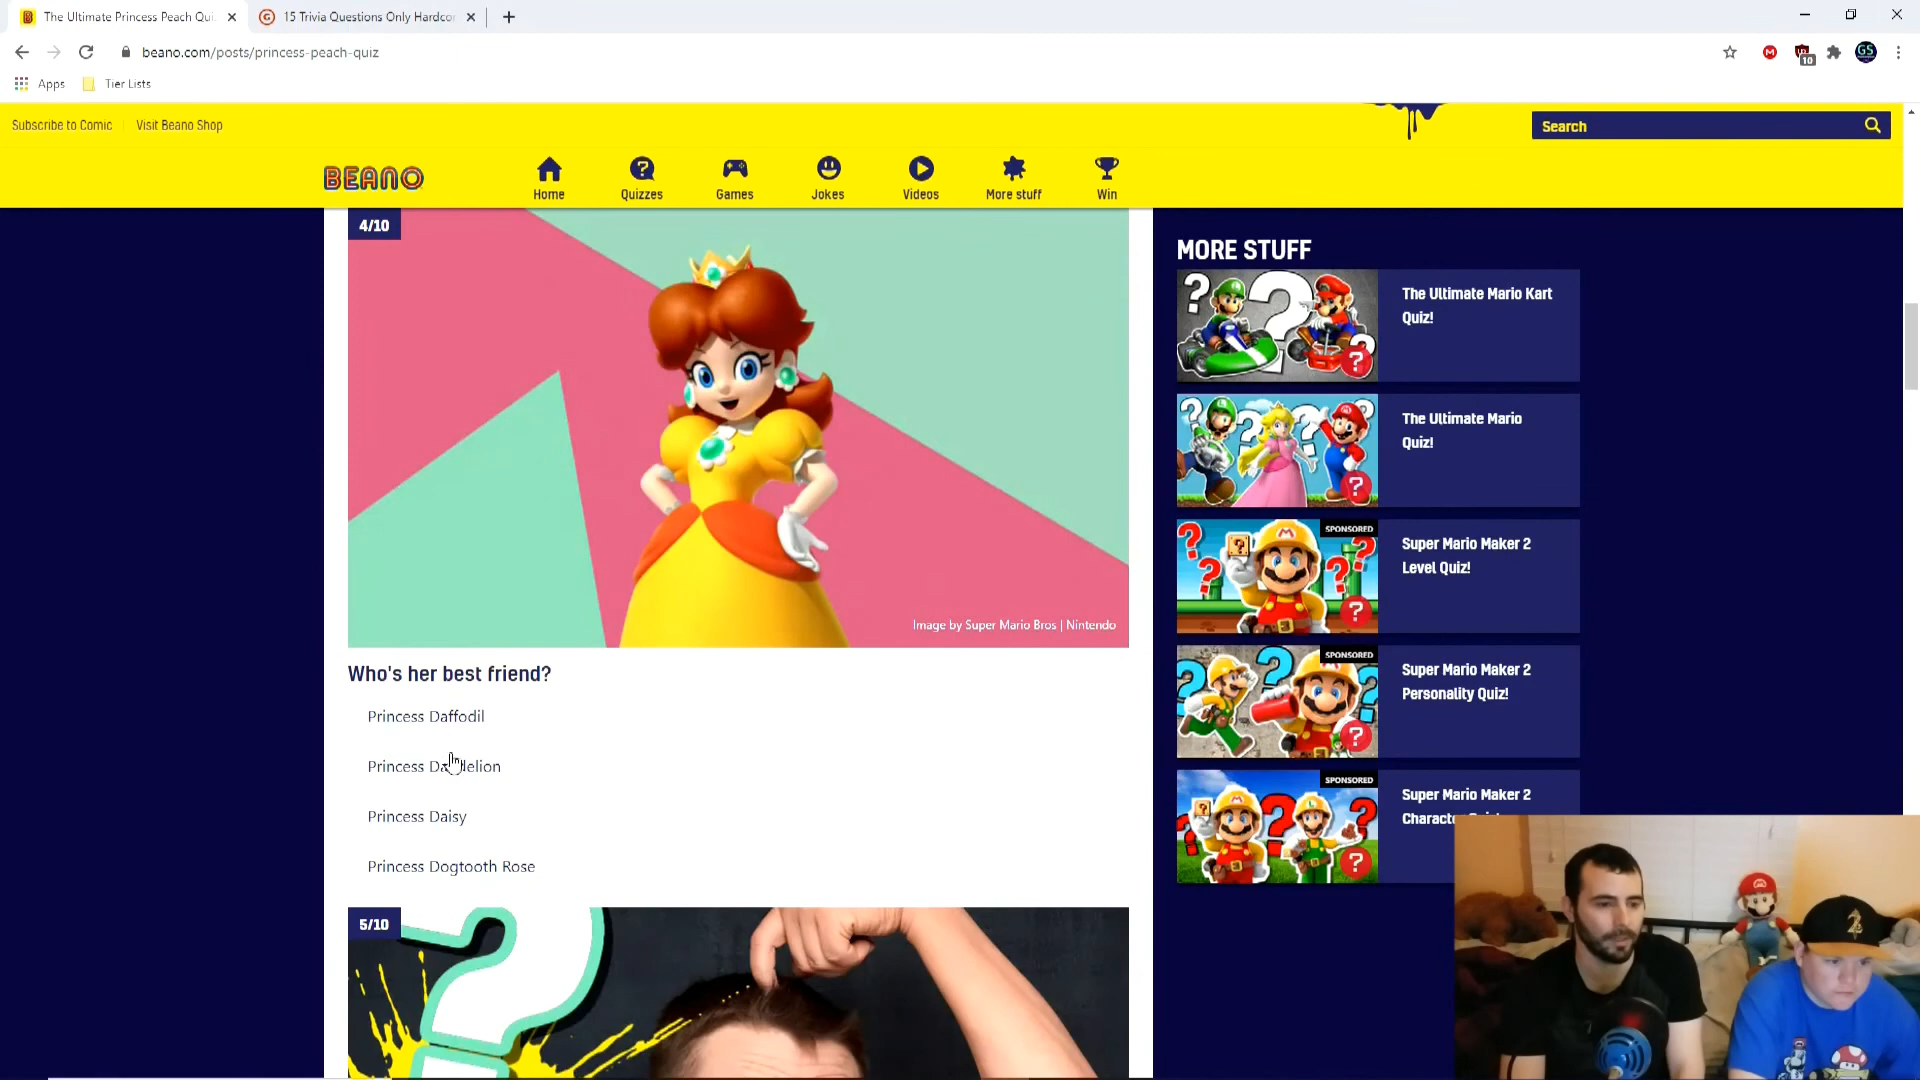 The Ultimate Princess Peach Qui
15 Trivia Questions Only Hardco
beano.com/posts/princess-peach-quiz
M
10
GS
Apps
Tier Lists
Subscribe to Comic
Visit Beano Shop
Search
BEANO
Home
Quizzes
Games
Jokes
Videos
More stuff
Win
4/10
Image by Super Mario Bros | Nintendo
Who's her best friend?
Princess Daffodil
Princess
Princess Daisy
Princess Dogtooth Rose
5/10
MORE STUFF
The Ultimate Mario Kart
Quiz!
The Ultimate Mario
Quiz!
SPONSORED
Super Mario Maker 2
Level Quiz!
SPONSORED
Super Mario Maker 2
Personality Quiz!
SPONSORED
Super Mario Maker 2